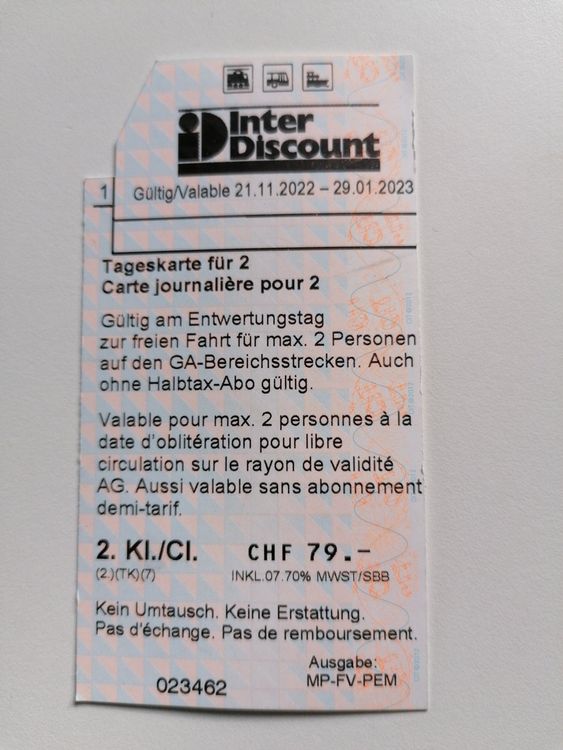 iD Inter
Discount
1 Gültig/Valable 21.11.2022 – 29.01.2023
Tageskarte für 2
Carte journalière pour 2
Gültig am Entwertungstag
zur freien Fahrt für max. 2 Personen
auf den GA-Bereichsstrecken. Auch
ohne Halbtax-Abo gültig.
Valable pour max. 2 personnes à la
date d'oblitération pour libre
circulation sur le rayon de validité
AG. Aussi valable sans abonnement
demi-tarif.
2. Kl./Cl. CHF 79.–
(2.)(TK)(7) INKL.07.70% MWST/SBB
Kein Umtausch. Keine Erstattung.
Pas d'échange. Pas de remboursement.
Ausgabe:
023462 MP-FV-PEM